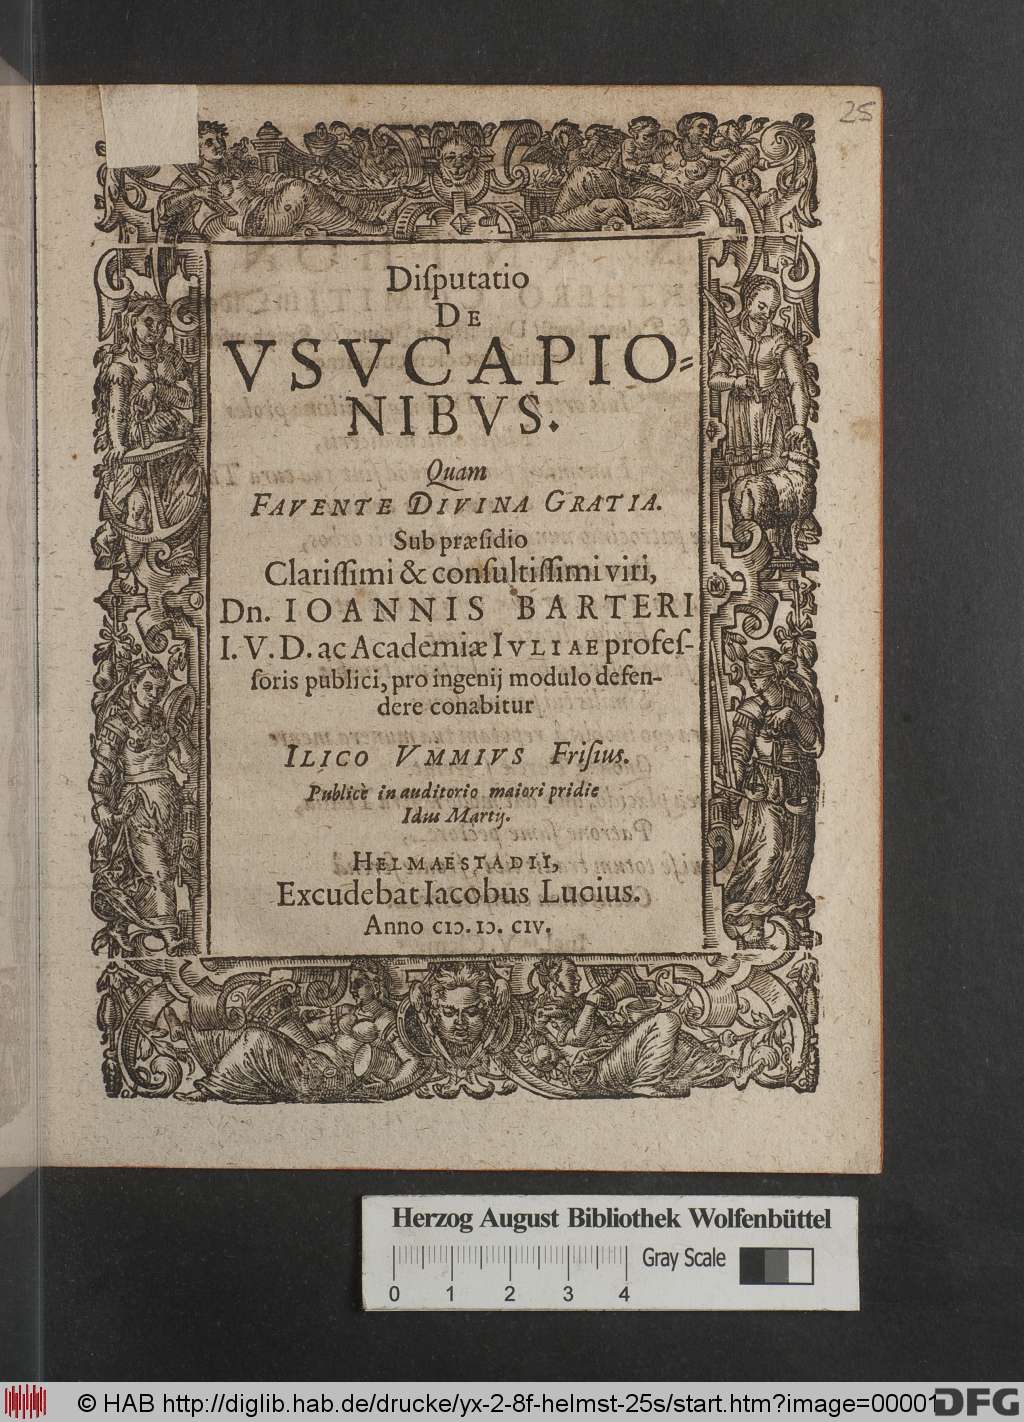 25
Diſputatio
DE
VSVCAPIO-
NIBVS.
Quam
FAVENTE DIVINA GRATIA.
Sub præſidio
Clariſſimi & conſultiſſimi viri,
Dn. IOANNIS BARTERI
I. V. D. ac Academiæ IVLIAE profeſ-
ſoris publici, pro ingenij modulo defen-
dere conabitur
ILICO VMMIVS Friſius.
Publicè in auditorio maiori pridie
Idus Martij.
HELMAESTADII,
Excudebat Iacobus Lucius.
Anno CIↃ.IↃ. CIV.
Herzog August Bibliothek Wolfenbüttel
Gray Scale
0 1 2 3 4
© HAB http://diglib.hab.de/drucke/yx-2-8f-helmst-25s/start.htm?image=00001
DFG